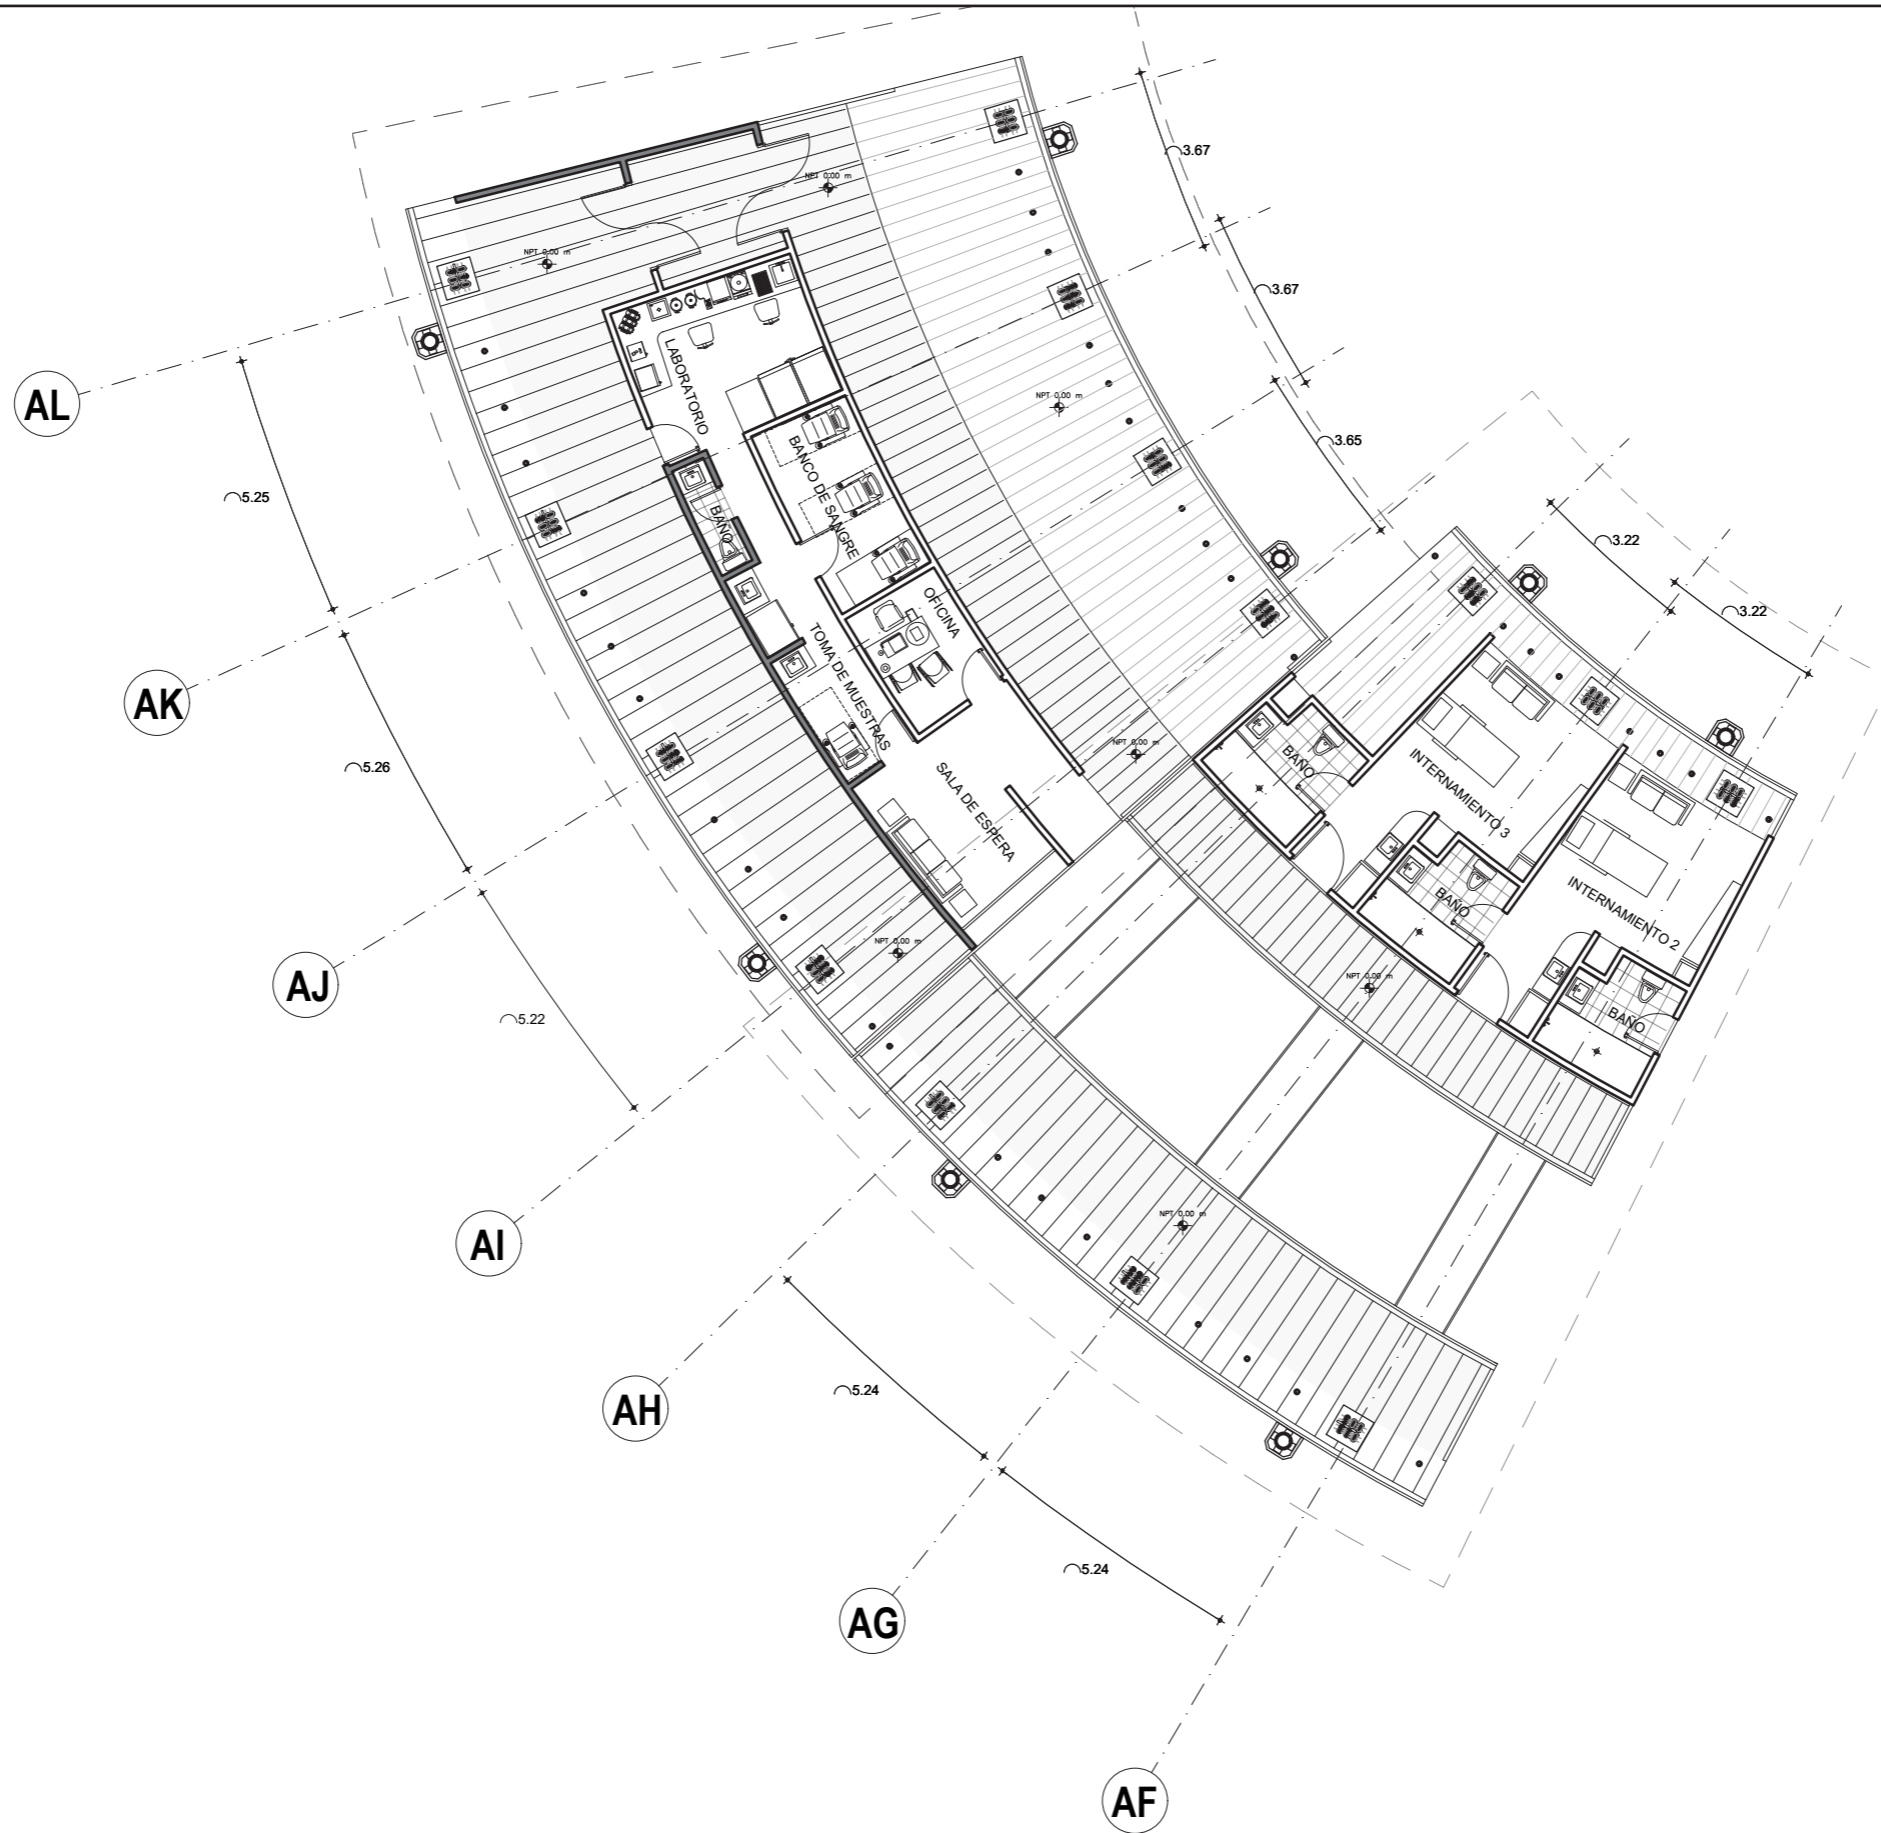 NPT 0.00 m
NPT 0.00 m
3.67
3.67
3.65
3.22
3.22
AL
5.25
AK
5.26
AJ
5.22
AI
AH
5.24
AG
5.24
AF
LABORATORIO
BANCO DE SANGRE
BAÑO
OFICINA
TOMA DE MUESTRAS
SALA DE ESPERA
NPT 0.00 m
NPT 0.00 m
NPT 0.00 m
BAÑO
INTERNAMIENTO 3
BAÑO
INTERNAMIENTO 2
BAÑO
NPT 0.00 m
NPT 0.00 m